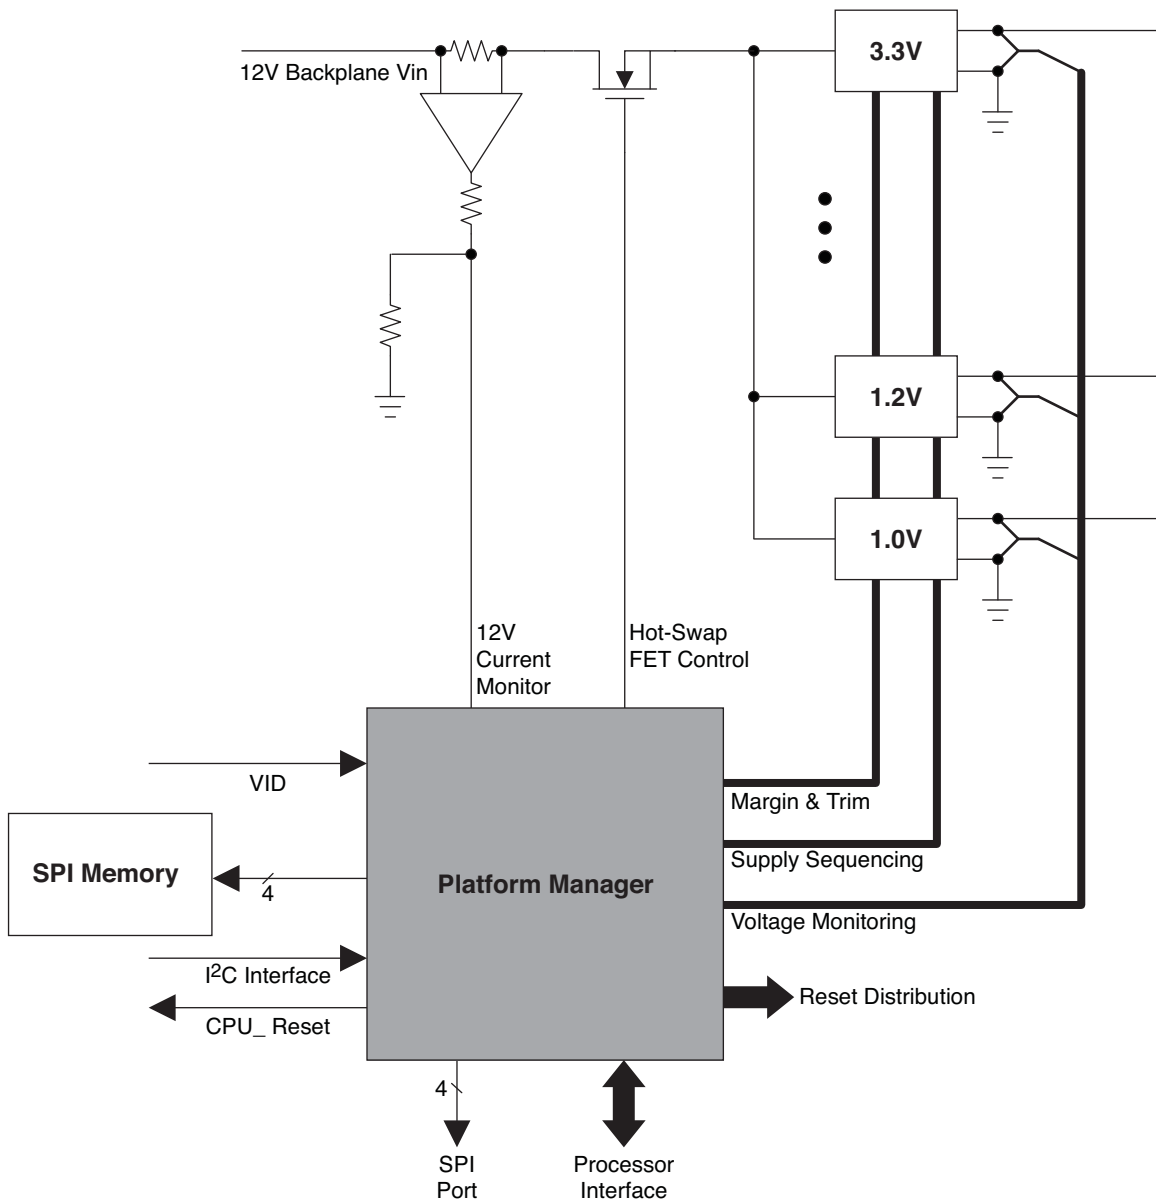 3.3V
12V Backplane Vin
1.2V
1.0V
12V
Current
Monitor
Hot-Swap
FET Control
VID
Margin & Trim
SPI Memory
4
Platform Manager
Supply Sequencing
Voltage Monitoring
I²C Interface
Reset Distribution
CPU_ Reset
4
SPI
Port
Processor
Interface